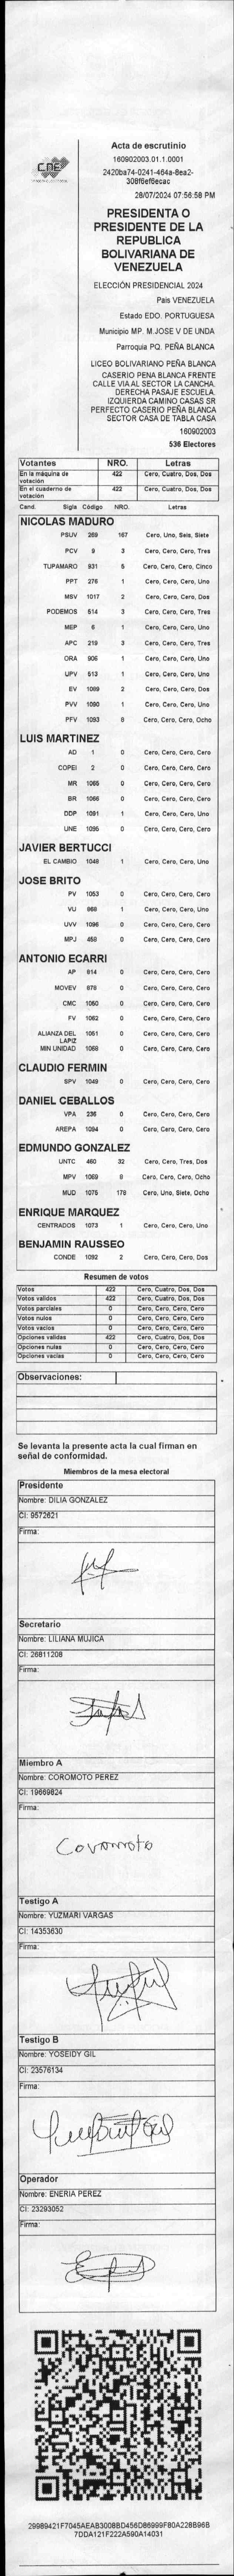 CNE
Acta de escrutinio
160902003.01.1.0001
2420ba74-0241-464a-8ea2-
306f6ef6ecac
28/07/2024 07:56:56 PM
PRESIDENTA O
PRESIDENTE DE LA
REPUBLICA
BOLIVARIANA DE
VENEZUELA
ELECCIÓN PRESIDENCIAL 2024
Pais VENEZUELA
Estado EDO. PORTUGUESA
Municipio MP. M.JOSE V DE UNDA
Parroquia PQ. PEÑA BLANCA
LICEO BOLIVARIANO PEÑA BLANCA
CASERIO PENA BLANCA FRENTE
CALLE VIA AL SECTOR LA CANCHA.
DERECHA PASAJE ESCUELA.
IZQUIERDA CAMINO CASAS SR
PERFECTO CASERIO PEÑA BLANCA
SECTOR CASA DE TABLA CASA
160902003
536 Electores
Votantes NRO. Letras
En la máquina de votación 422 Cero, Cuatro, Dos, Dos
En el cuaderno de votación 422 Cero, Cuatro, Dos, Dos
Cand. Sigla Código NRO. Letras
NICOLAS MADURO
PSUV 269 167 Cero, Uno, Seis, Siete
PCV 9 3 Cero, Cero, Cero, Tres
TUPAMARO 931 5 Cero, Cero, Cero, Cinco
PPT 276 1 Cero, Cero, Cero, Uno
MSV 1017 2 Cero, Cero, Cero, Dos
PODEMOS 514 3 Cero, Cero, Cero, Tres
MEP 6 1 Cero, Cero, Cero, Uno
APC 219 3 Cero, Cero, Cero, Tres
ORA 906 1 Cero, Cero, Cero, Uno
UPV 513 1 Cero, Cero, Cero, Uno
EV 1089 2 Cero, Cero, Cero, Dos
PVV 1090 1 Cero, Cero, Cero, Uno
PFV 1093 8 Cero, Cero, Cero, Ocho
LUIS MARTINEZ
AD 1 0 Cero, Cero, Cero, Cero
COPEI 2 0 Cero, Cero, Cero, Cero
MR 1065 0 Cero, Cero, Cero, Cero
BR 1066 0 Cero, Cero, Cero, Cero
DDP 1091 1 Cero, Cero, Cero, Uno
UNE 1095 0 Cero, Cero, Cero, Cero
JAVIER BERTUCCI
EL CAMBIO 1048 1 Cero, Cero, Cero, Uno
JOSE BRITO
PV 1053 0 Cero, Cero, Cero, Cero
VU 868 1 Cero, Cero, Cero, Uno
UVV 1096 0 Cero, Cero, Cero, Cero
MPJ 458 0 Cero, Cero, Cero, Cero
ANTONIO ECARRI
AP 814 0 Cero, Cero, Cero, Cero
MOVEV 878 0 Cero, Cero, Cero, Cero
CMC 1050 0 Cero, Cero, Cero, Cero
FV 1062 0 Cero, Cero, Cero, Cero
ALIANZA DEL LAPIZ 1051 0 Cero, Cero, Cero, Cero
MIN UNIDAD 1068 0 Cero, Cero, Cero, Cero
CLAUDIO FERMIN
SPV 1049 0 Cero, Cero, Cero, Cero
DANIEL CEBALLOS
VPA 236 0 Cero, Cero, Cero, Cero
AREPA 1094 0 Cero, Cero, Cero, Cero
EDMUNDO GONZALEZ
UNTC 460 32 Cero, Cero, Tres, Dos
MPV 1069 8 Cero, Cero, Cero, Ocho
MUD 1075 178 Cero, Uno, Siete, Ocho
ENRIQUE MARQUEZ
CENTRADOS 1073 1 Cero, Cero, Cero, Uno
BENJAMIN RAUSSEO
CONDE 1092 2 Cero, Cero, Cero, Dos
Resumen de votos
Votos 422 Cero, Cuatro, Dos, Dos
Votos validos 422 Cero, Cuatro, Dos, Dos
Votos parciales 0 Cero, Cero, Cero, Cero
Votos nulos 0 Cero, Cero, Cero, Cero
Votos vacios 0 Cero, Cero, Cero, Cero
Opciones validas 422 Cero, Cuatro, Dos, Dos
Opciones nulas 0 Cero, Cero, Cero, Cero
Opciones vacias 0 Cero, Cero, Cero, Cero
Observaciones:
Se levanta la presente acta la cual firman en
señal de conformidad.
Miembros de la mesa electoral
Presidente
Nombre: DILIA GONZALEZ
CI: 9572621
Firma:
Secretario
Nombre: LILIANA MUJICA
CI: 26811208
Firma:
Miembro A
Nombre: COROMOTO PEREZ
CI: 19669824
Firma:
Coromoto
Testigo A
Nombre: YUZMARI VARGAS
CI: 14353630
Firma:
Testigo B
Nombre: YOSEIDY GIL
CI: 23576134
Firma:
Operador
Nombre: ENERIA PEREZ
CI: 23293052
Firma:
29989421F7045AEAB3008BD456D86999F80A228B96B
7DDA121F222A590A14031